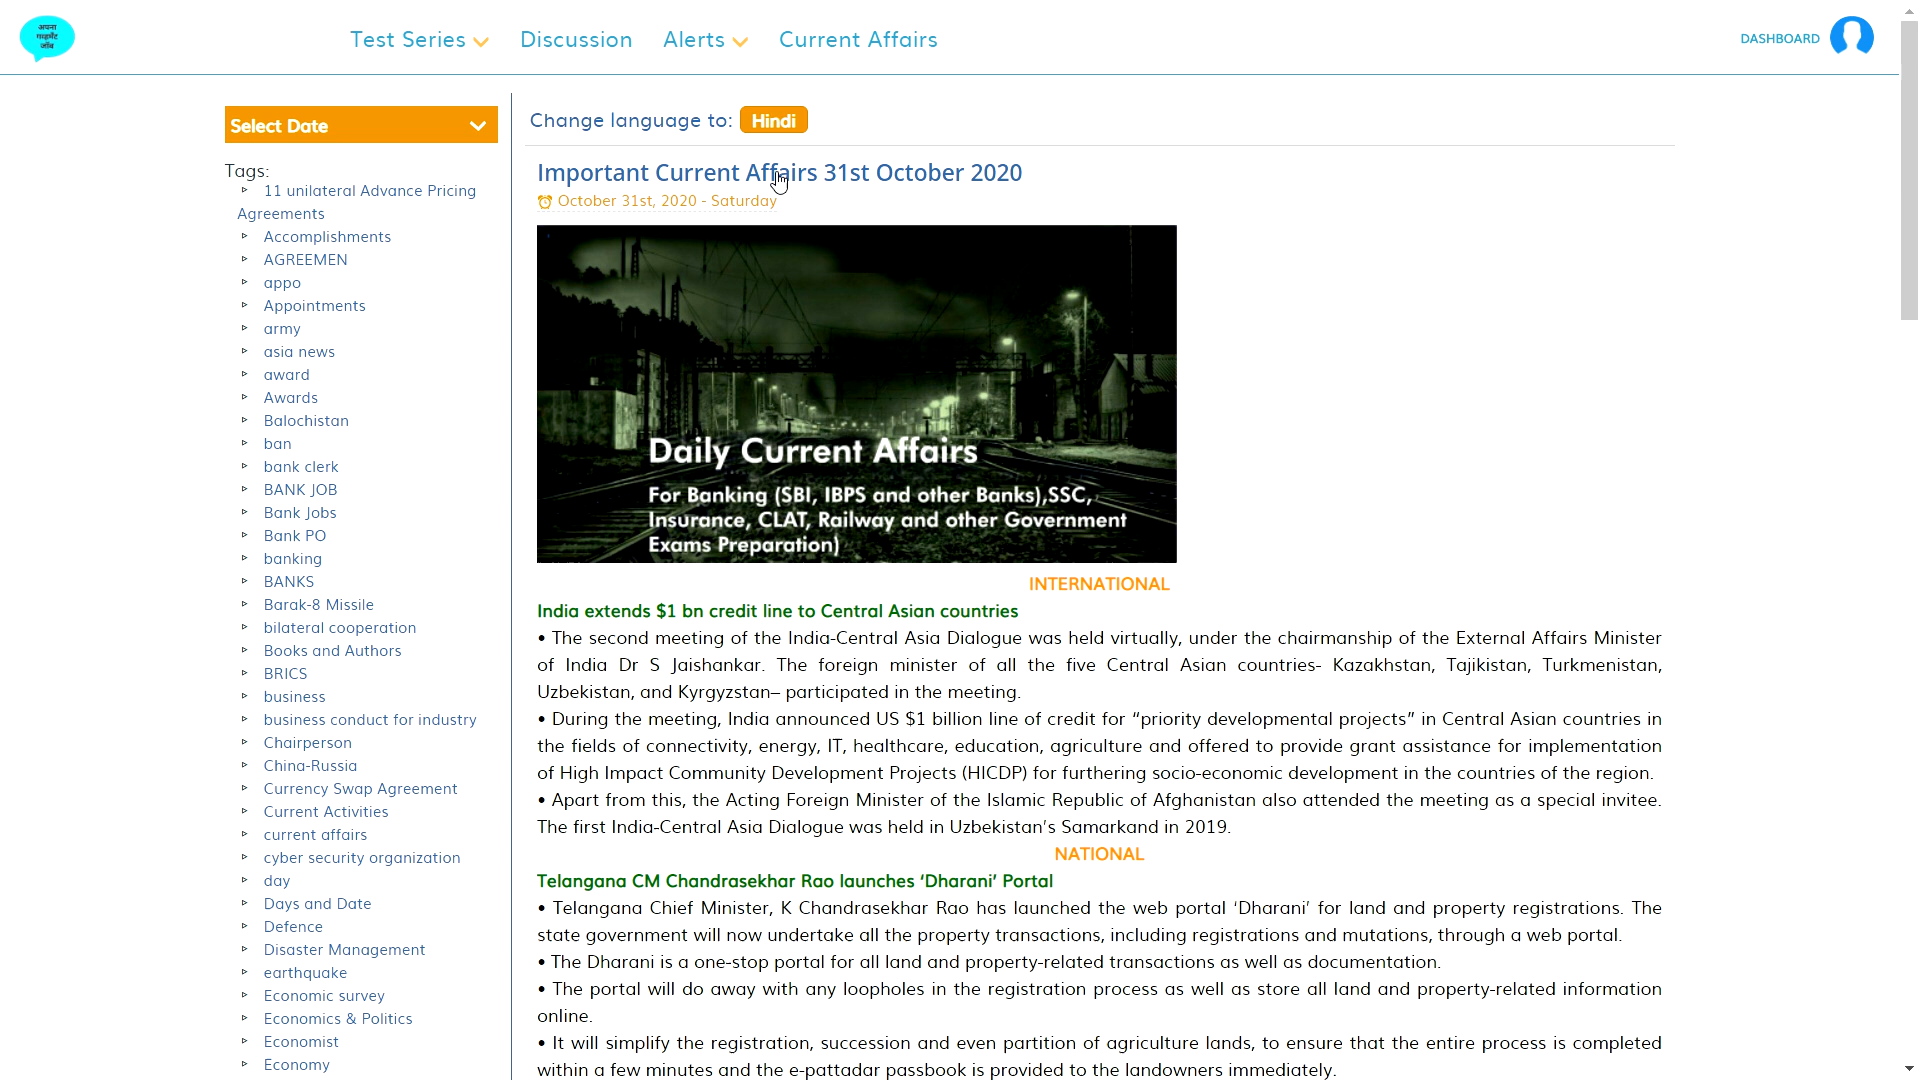 अपना
गवर्मेंट
जॉब
Test Series
Discussion
Alerts
Current Affairs
DASHBOARD
Select Date
Tags:
11 unilateral Advance Pricing
Agreements
Accomplishments
AGREEMEN
appo
Appointments
army
asia news
award
Awards
Balochistan
ban
bank clerk
BANK JOB
Bank Jobs
Bank PO
banking
BANKS
Barak-8 Missile
bilateral cooperation
Books and Authors
BRICS
business
business conduct for industry
Chairperson
China-Russia
Currency Swap Agreement
Current Activities
current affairs
cyber security organization
day
Days and Date
Defence
Disaster Management
earthquake
Economic survey
Economics & Politics
Economist
Economy
Change language to: Hindi
Important Current Affairs 31st October 2020
October 31st, 2020 - Saturday
Daily Current Affairs
For Banking (SBI, IBPS and other Banks),SSC,
Insurance, CLAT, Railway and other Government
Exams Preparation)
INTERNATIONAL
India extends $1 bn credit line to Central Asian countries
• The second meeting of the India-Central Asia Dialogue was held virtually, under the chairmanship of the External Affairs Minister
of India Dr S Jaishankar. The foreign minister of all the five Central Asian countries- Kazakhstan, Tajikistan, Turkmenistan,
Uzbekistan, and Kyrgyzstan– participated in the meeting.
• During the meeting, India announced US $1 billion line of credit for “priority developmental projects” in Central Asian countries in
the fields of connectivity, energy, IT, healthcare, education, agriculture and offered to provide grant assistance for implementation
of High Impact Community Development Projects (HICDP) for furthering socio-economic development in the countries of the region.
• Apart from this, the Acting Foreign Minister of the Islamic Republic of Afghanistan also attended the meeting as a special invitee.
The first India-Central Asia Dialogue was held in Uzbekistan’s Samarkand in 2019.
NATIONAL
Telangana CM Chandrasekhar Rao launches ‘Dharani’ Portal
• Telangana Chief Minister, K Chandrasekhar Rao has launched the web portal ‘Dharani’ for land and property registrations. The
state government will now undertake all the property transactions, including registrations and mutations, through a web portal.
• The Dharani is a one-stop portal for all land and property-related transactions as well as documentation.
• The portal will do away with any loopholes in the registration process as well as store all land and property-related information
online.
• It will simplify the registration, succession and even partition of agriculture lands, to ensure that the entire process is completed
within a few minutes and the e-pattadar passbook is provided to the landowners immediately.